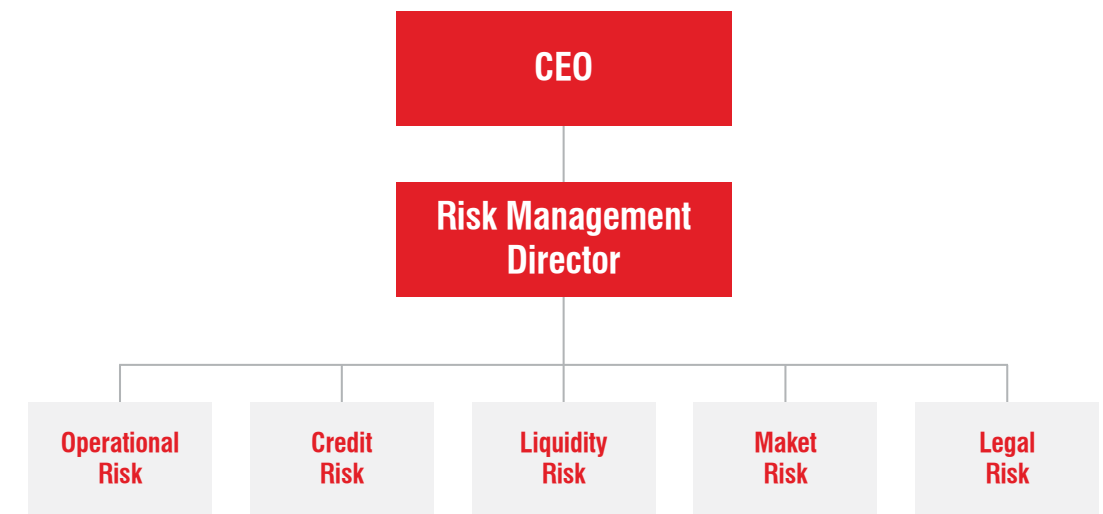 CEO
Risk Management
Director
Operational
Risk
Credit
Risk
Liquidity
Risk
Maket
Risk
Legal
Risk